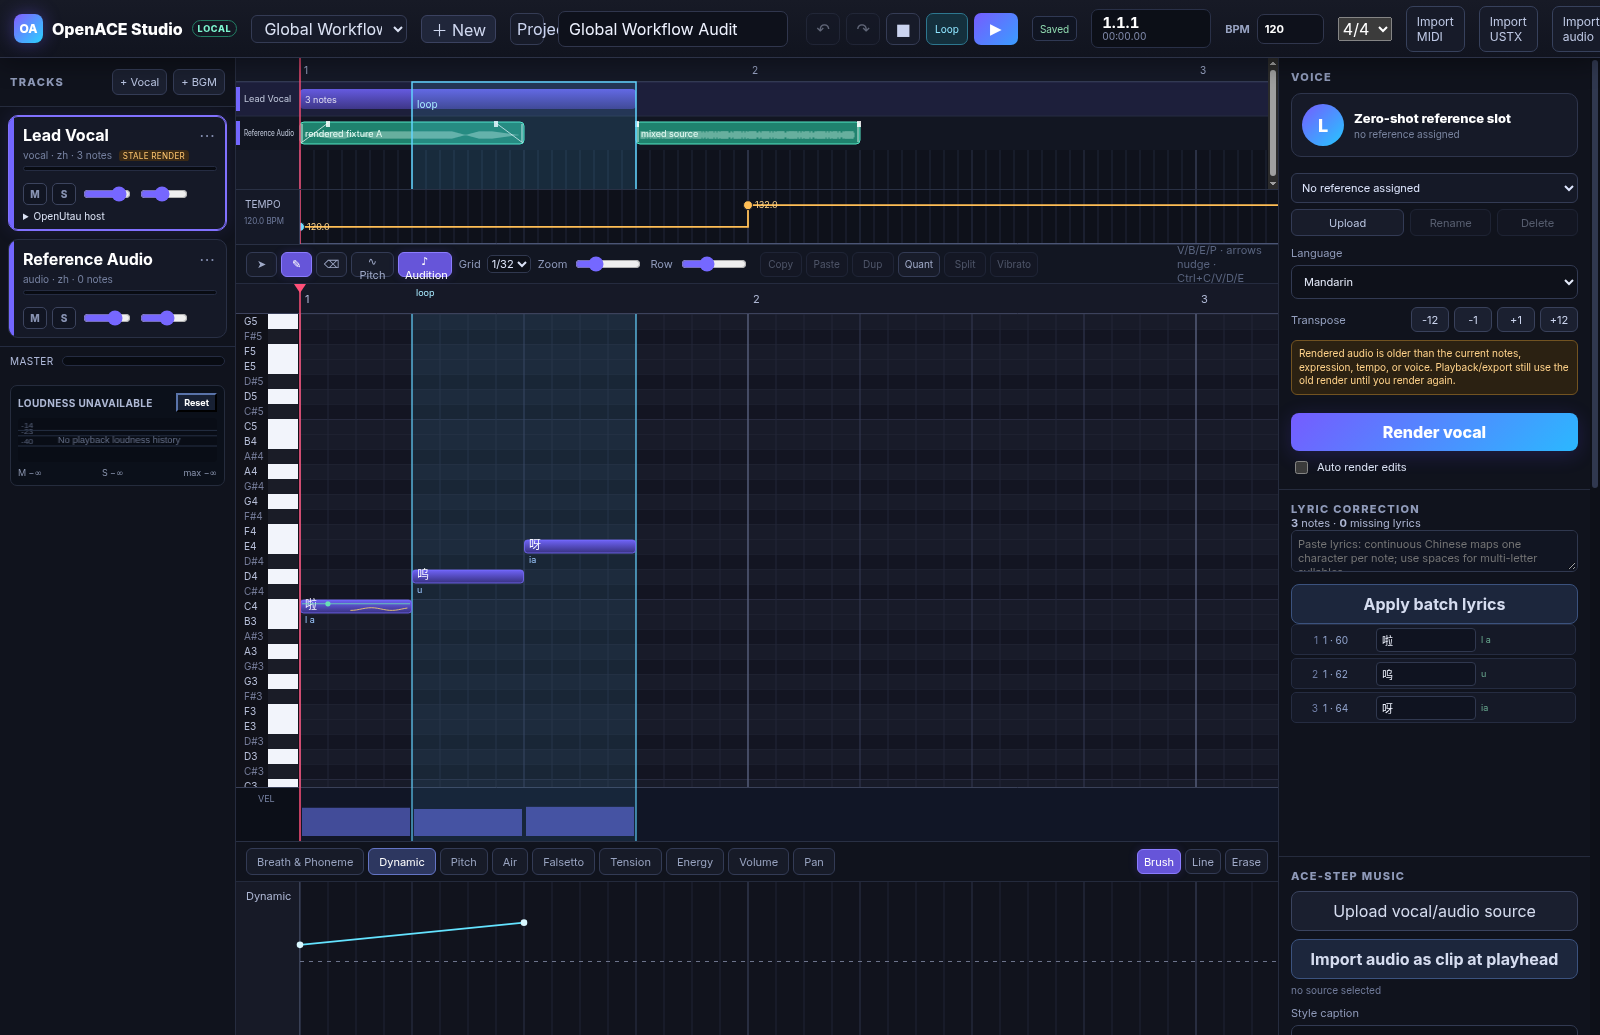 OA OpenACE Studio LOCAL Global Workflow + New Projec Global Workflow Audit Loop Saved 1.1.1 00:00.00 BPM 120 4/4 Import MIDI Import USTX Import audio
TRACKS + Vocal + BGM
Lead Vocal
vocal · zh · 3 notes STALE RENDER
M S
OpenUtau host
Reference Audio
audio · zh · 0 notes
M S
MASTER
LOUDNESS UNAVAILABLE Reset
-14
-23
-40
No playback loudness history
M -∞ S -∞ max -∞
1 2 3
Lead Vocal 3 notes loop
Reference Audio rendered fixture A mixed source
TEMPO
120.0 BPM
120.0 132.0
Pitch Audition Grid 1/32 Zoom Row Copy Paste Dup Quant Split Vibrato
V/B/E/P · arrows
nudge ·
Ctrl+C/V/D/E
1 loop 2 3
G5
F#5
F5
E5
D#5
D5
C#5
C5
B4
A#4
A4
G#4
G4
F#4
F4
E4 呀
D#4 ia
D4 呜
C#4 u
C4 啦
B3 l a
A#3
A3
G#3
G3
F#3
F3
E3
D#3
D3
C#3
C3
VEL
Breath & Phoneme Dynamic Pitch Air Falsetto Tension Energy Volume Pan Brush Line Erase
Dynamic
VOICE
L Zero-shot reference slot
no reference assigned
No reference assigned
Upload Rename Delete
Language
Mandarin
Transpose -12 -1 +1 +12
Rendered audio is older than the current notes,
expression, tempo, or voice. Playback/export still use the
old render until you render again.
Render vocal
Auto render edits
LYRIC CORRECTION
3 notes · 0 missing lyrics
Paste lyrics: continuous Chinese maps one
character per note; use spaces for multi-letter
syllables.
Apply batch lyrics
1 1 · 60 啦 l a
2 1 · 62 呜 u
3 1 · 64 呀 ia
ACE-STEP MUSIC
Upload vocal/audio source
Import audio as clip at playhead
no source selected
Style caption